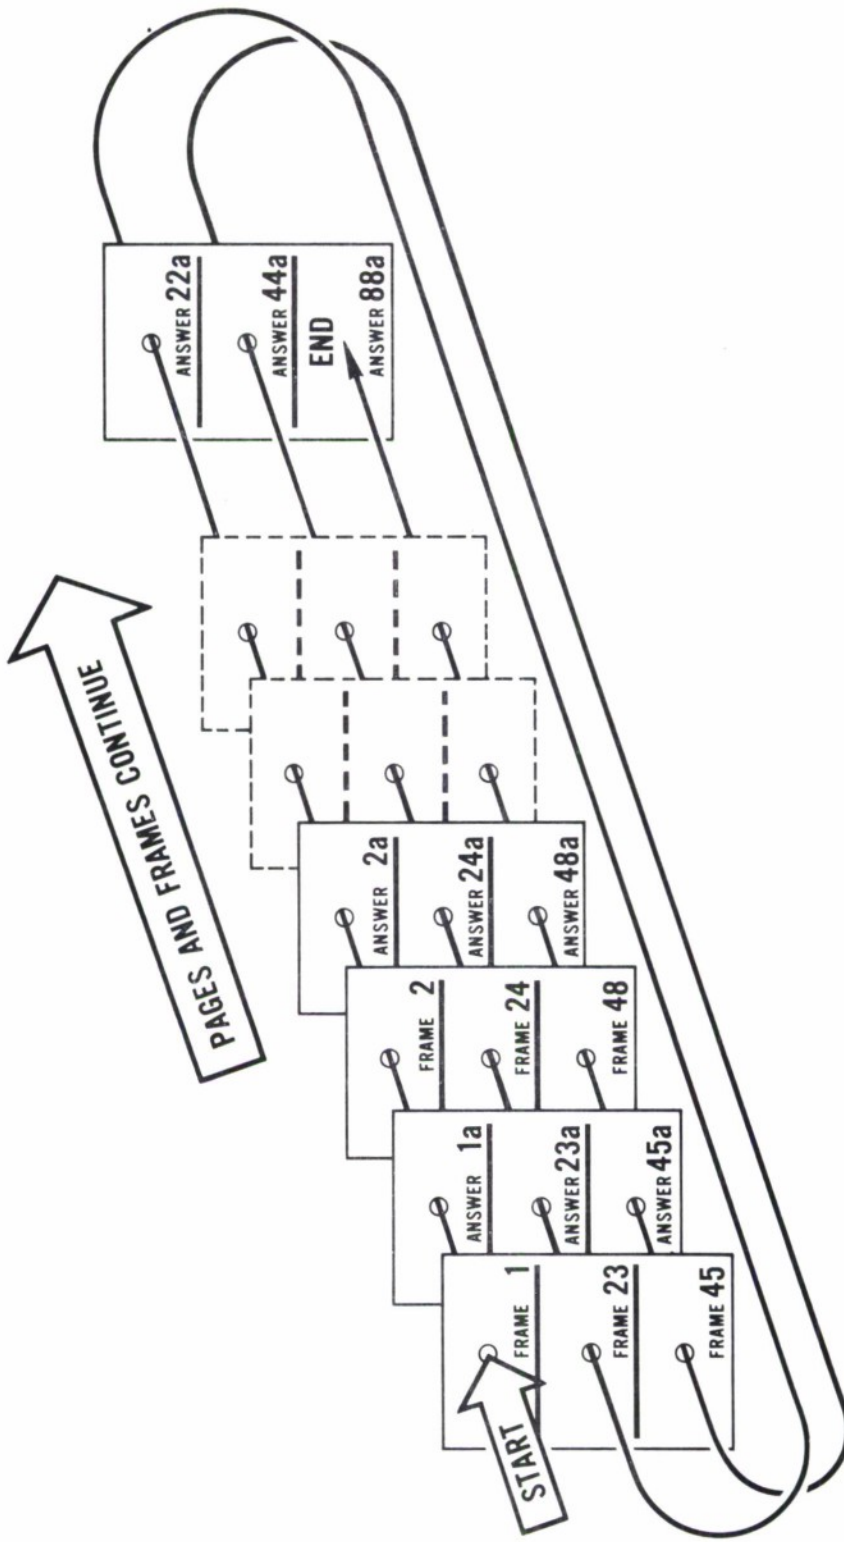 PAGES AND FRAMES CONTINUE
START
FRAME 1
FRAME 23
FRAME 45
ANSWER 1a
ANSWER 23a
ANSWER 45a
FRAME 2
FRAME 24
FRAME 48
ANSWER 2a
ANSWER 24a
ANSWER 48a
ANSWER 22a
ANSWER 44a
END
ANSWER 88a